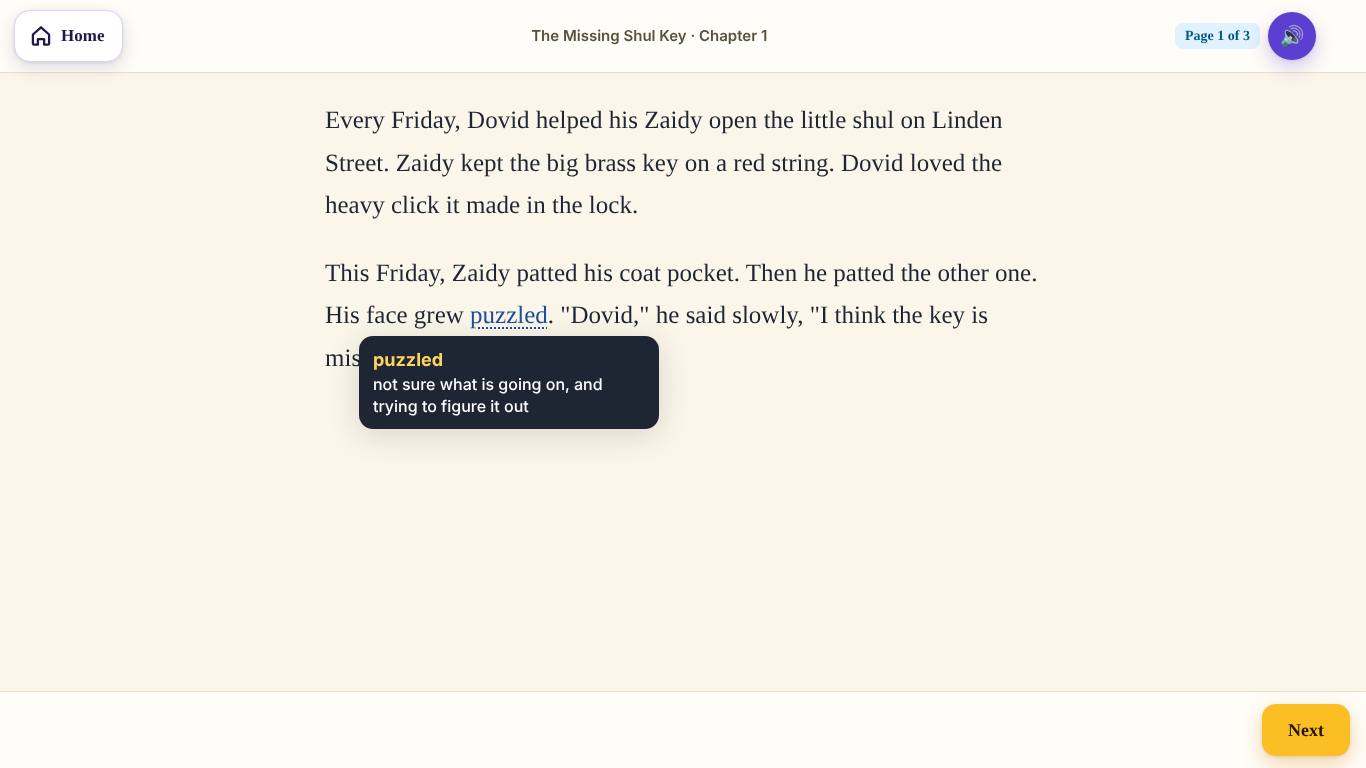 Home
The Missing Shul Key · Chapter 1
Page 1 of 3
Every Friday, Dovid helped his Zaidy open the little shul on Linden
Street. Zaidy kept the big brass key on a red string. Dovid loved the
heavy click it made in the lock.
This Friday, Zaidy patted his coat pocket. Then he patted the other one.
His face grew puzzled. "Dovid," he said slowly, "I think the key is
puzzled
not sure what is going on, and
trying to figure it out
Next